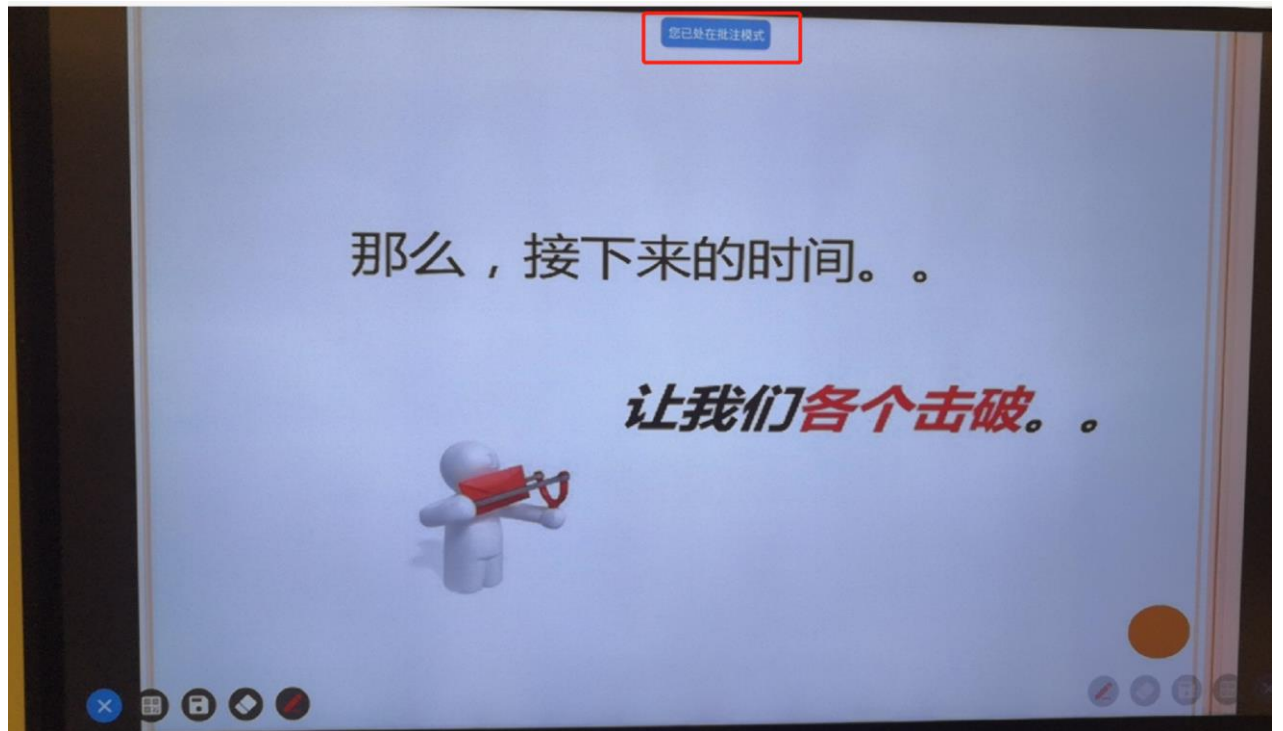 您已处在批注模式
那么，接下来的时间。。
让我们各个击破。。